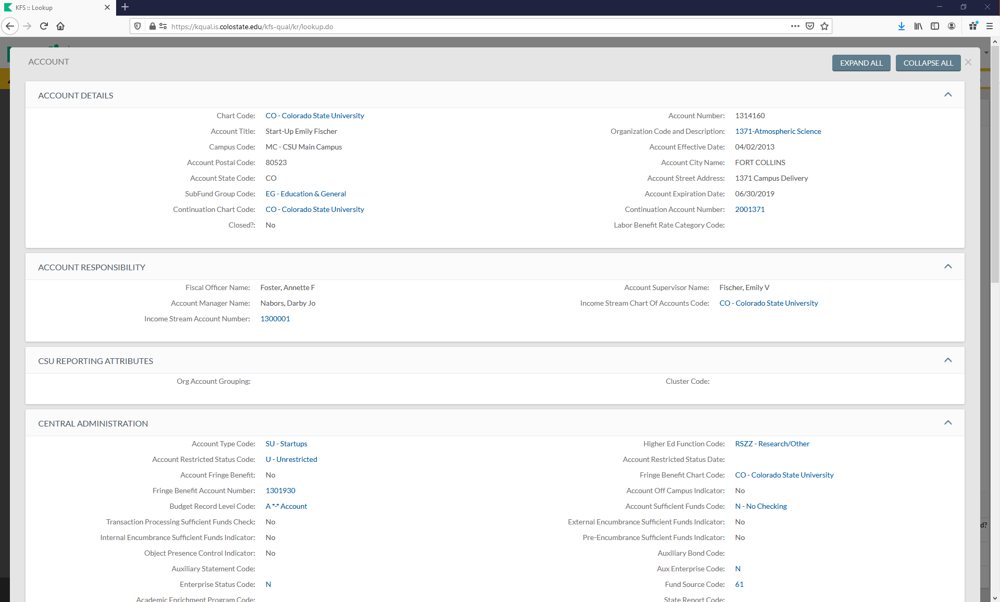 KFS :: Lookup
https://kqual.is.colostate.edu/kfs-qual/kr/lookup.do
ACCOUNT
EXPAND ALL
COLLAPSE ALL
ACCOUNT DETAILS
Chart Code: CO - Colorado State University
Account Number: 1314160
Account Title: Start-Up Emily Fischer
Organization Code and Description: 1371-Atmospheric Science
Campus Code: MC - CSU Main Campus
Account Effective Date: 04/02/2013
Account Postal Code: 80523
Account City Name: FORT COLLINS
Account State Code: CO
Account Street Address: 1371 Campus Delivery
SubFund Group Code: EG - Education & General
Account Expiration Date: 06/30/2019
Continuation Chart Code: CO - Colorado State University
Continuation Account Number: 2001371
Closed?: No
Labor Benefit Rate Category Code:
ACCOUNT RESPONSIBILITY
Fiscal Officer Name: Foster, Annette F
Account Supervisor Name: Fischer, Emily V
Account Manager Name: Nabors, Darby Jo
Income Stream Chart Of Accounts Code: CO - Colorado State University
Income Stream Account Number: 1300001
CSU REPORTING ATTRIBUTES
Org Account Grouping:
Cluster Code:
CENTRAL ADMINISTRATION
Account Type Code: SU - Startups
Higher Ed Function Code: RSZZ - Research/Other
Account Restricted Status Code: U - Unrestricted
Account Restricted Status Date:
Account Fringe Benefit: No
Fringe Benefit Chart Code: CO - Colorado State University
Fringe Benefit Account Number: 1301930
Account Off Campus Indicator: No
Budget Record Level Code: A *-* Account
Account Sufficient Funds Code: N - No Checking
Transaction Processing Sufficient Funds Check: No
External Encumbrance Sufficient Funds Indicator: No
d?
Internal Encumbrance Sufficient Funds Indicator: No
Pre-Encumbrance Sufficient Funds Indicator: No
Object Presence Control Indicator: No
Auxiliary Bond Code:
Auxiliary Statement Code:
Aux Enterprise Code: N
Enterprise Status Code: N
Fund Source Code: 61
Academic Enrichment Program Code:
State Report Code: